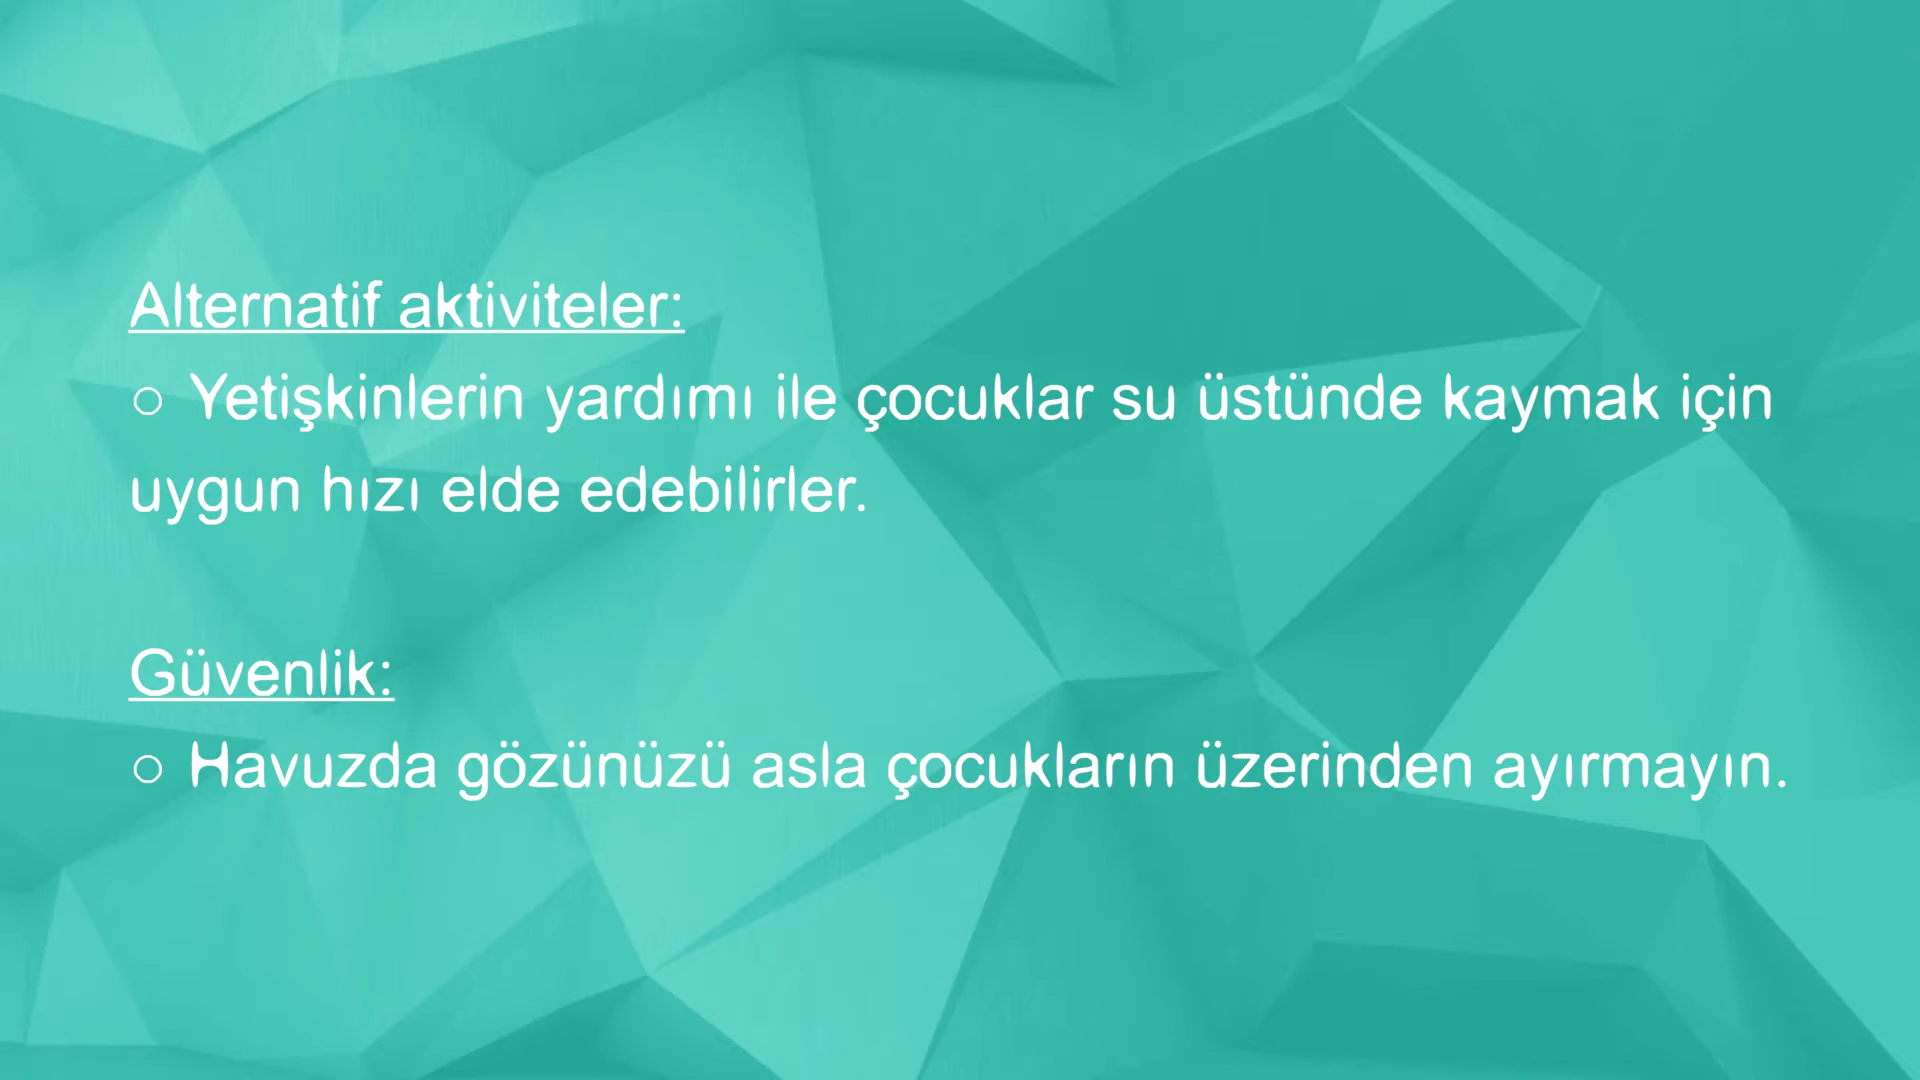 Alternatif aktiviteler:
○ Yetişkinlerin yardımı ile çocuklar su üstünde kaymak için
uygun hızı elde edebilirler.
Güvenlik:
○ Havuzda gözünüzü asla çocukların üzerinden ayırmayın.